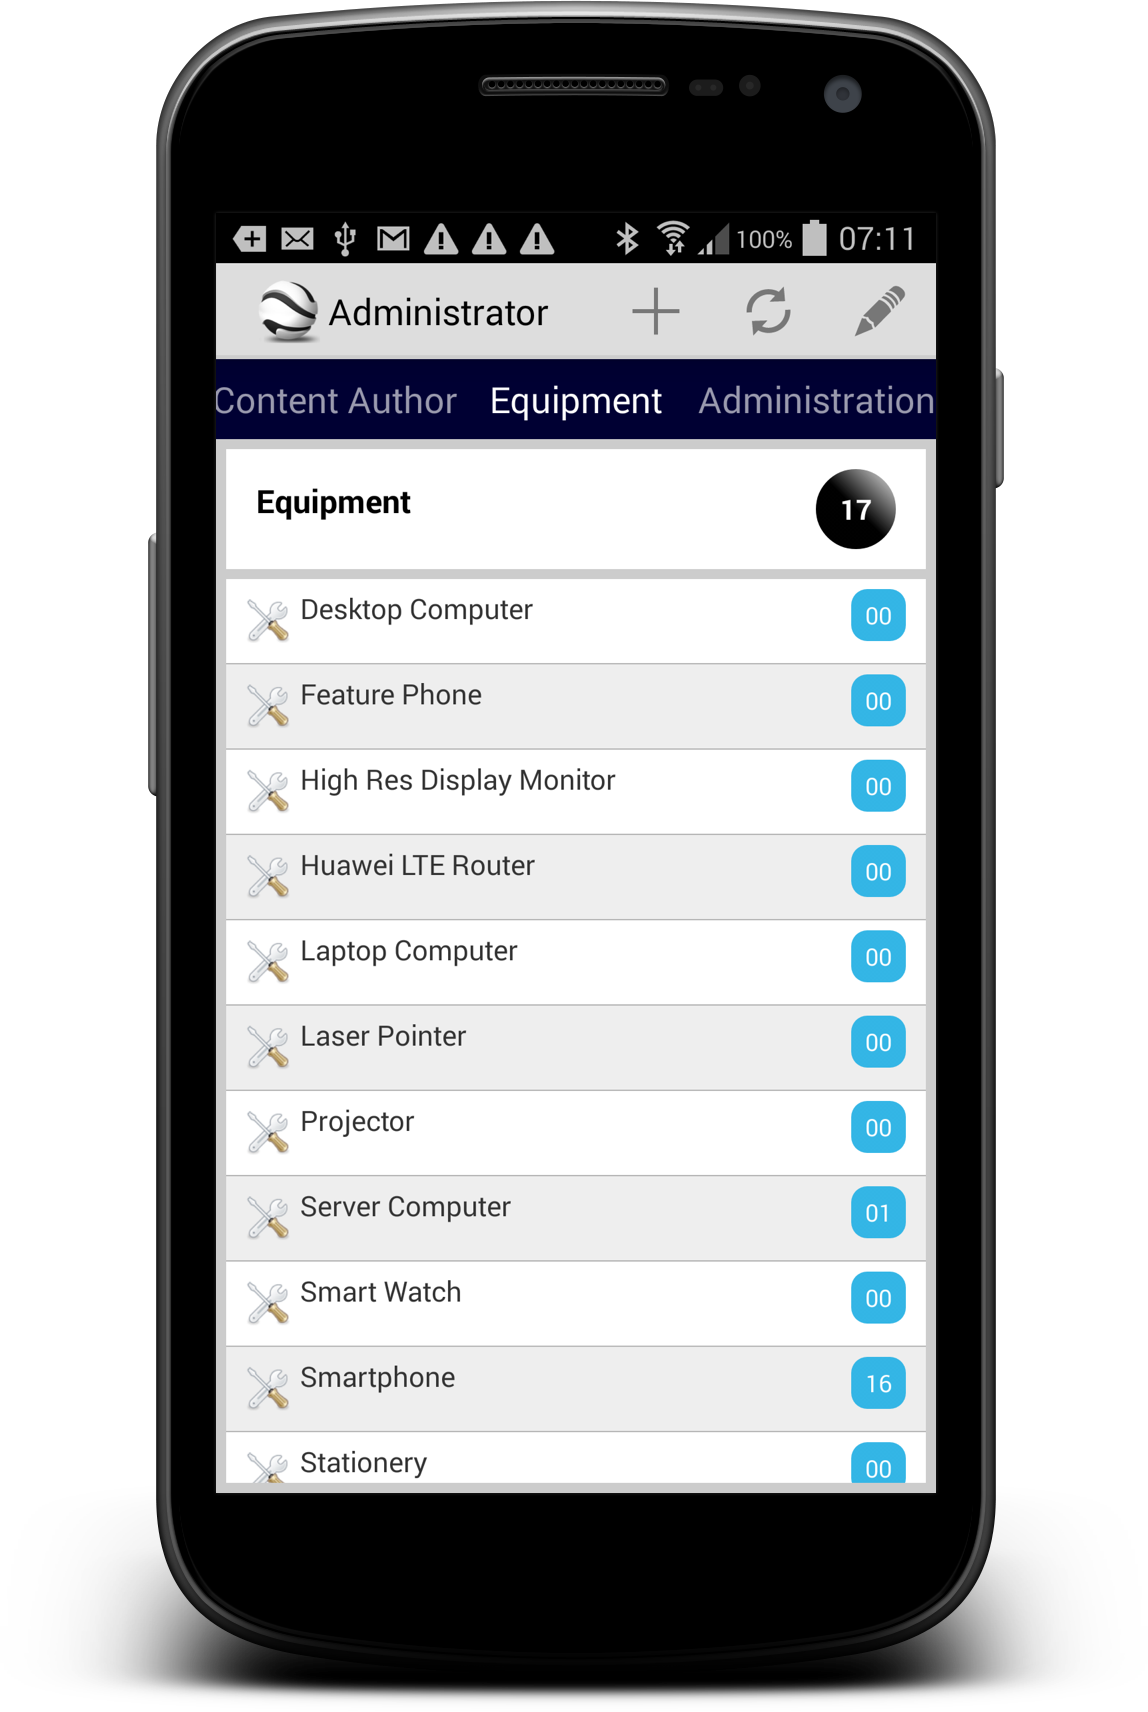 100% 07:11
Administrator
Content Author Equipment Administration
Equipment 17
Desktop Computer 00
Feature Phone 00
High Res Display Monitor 00
Huawei LTE Router 00
Laptop Computer 00
Laser Pointer 00
Projector 00
Server Computer 01
Smart Watch 00
Smartphone 16
Stationery 00